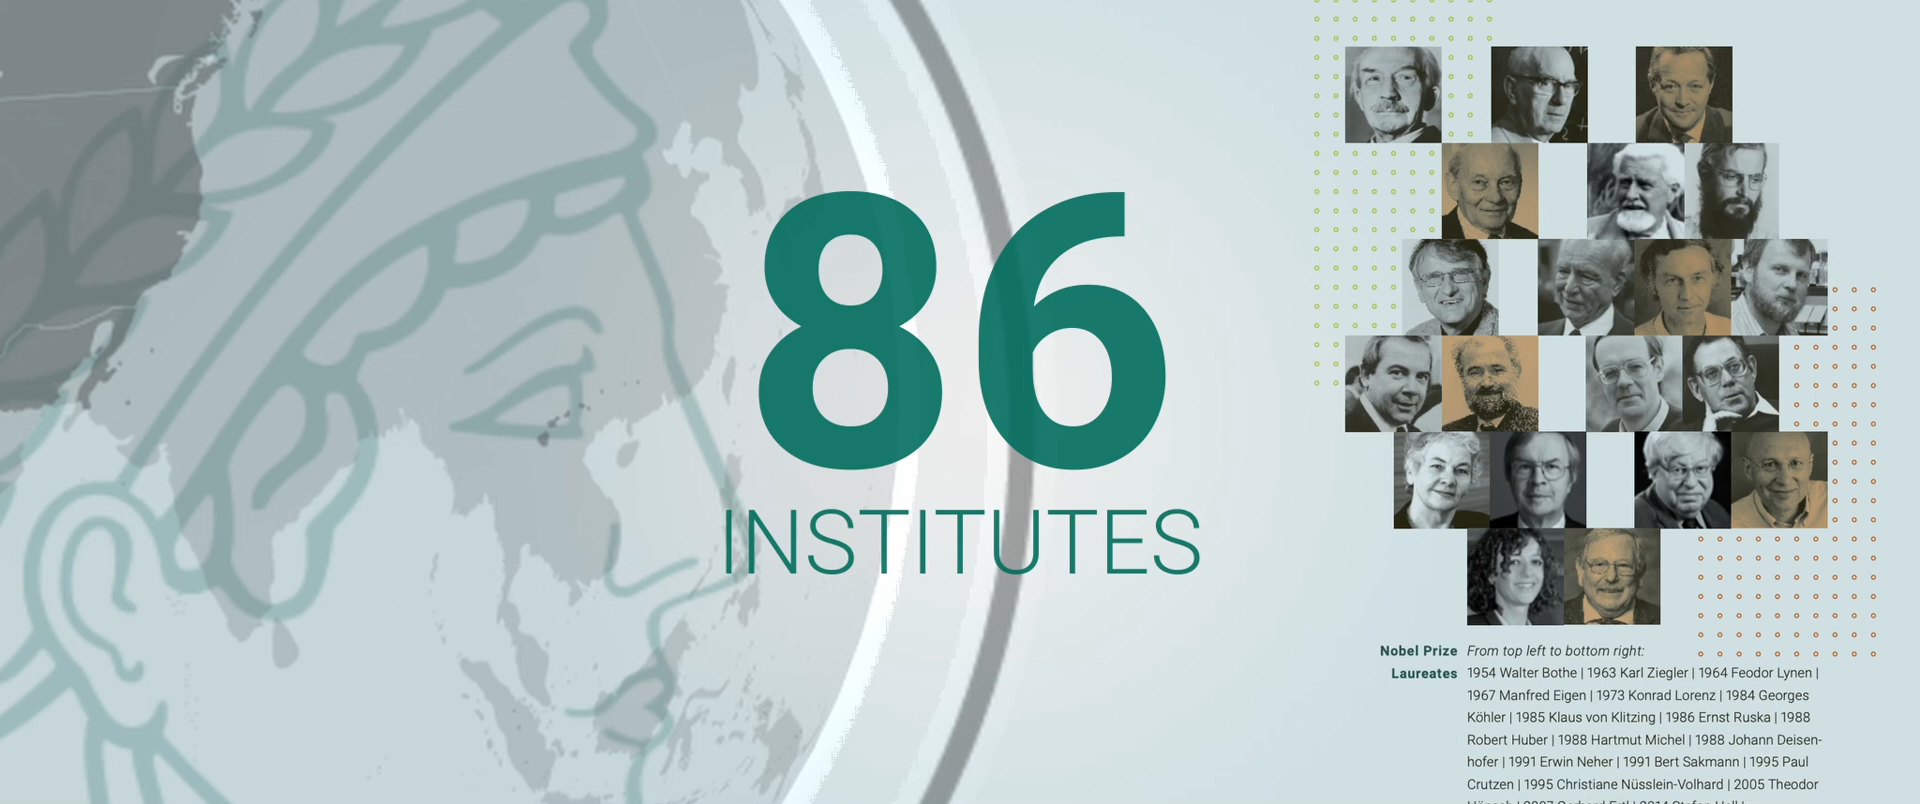 86
INSTITUTES
Nobel Prize
Laureates
From top left to bottom right:
1954 Walter Bothe | 1963 Karl Ziegler | 1964 Feodor Lynen |
1967 Manfred Eigen | 1973 Konrad Lorenz | 1984 Georges
Köhler | 1985 Klaus von Klitzing | 1986 Ernst Ruska | 1988
Robert Huber | 1988 Hartmut Michel | 1988 Johann Deisen-
hofer | 1991 Erwin Neher | 1991 Bert Sakmann | 1995 Paul
Crutzen | 1995 Christiane Nüsslein-Volhard | 2005 Theodor